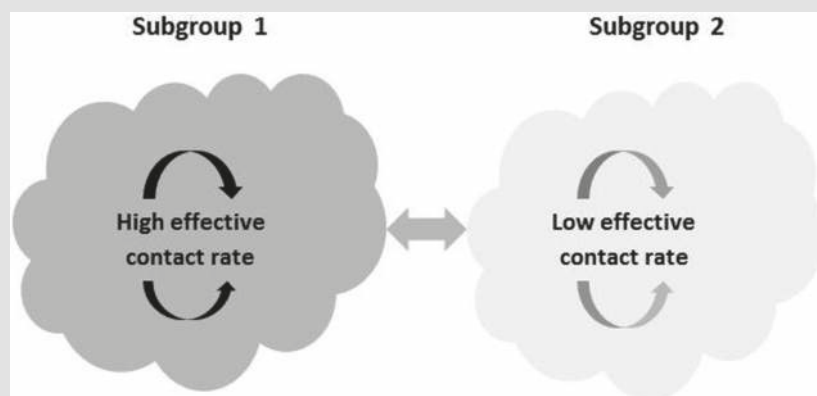 Subgroup 1
Subgroup 2
High effective
contact rate
Low effective
contact rate